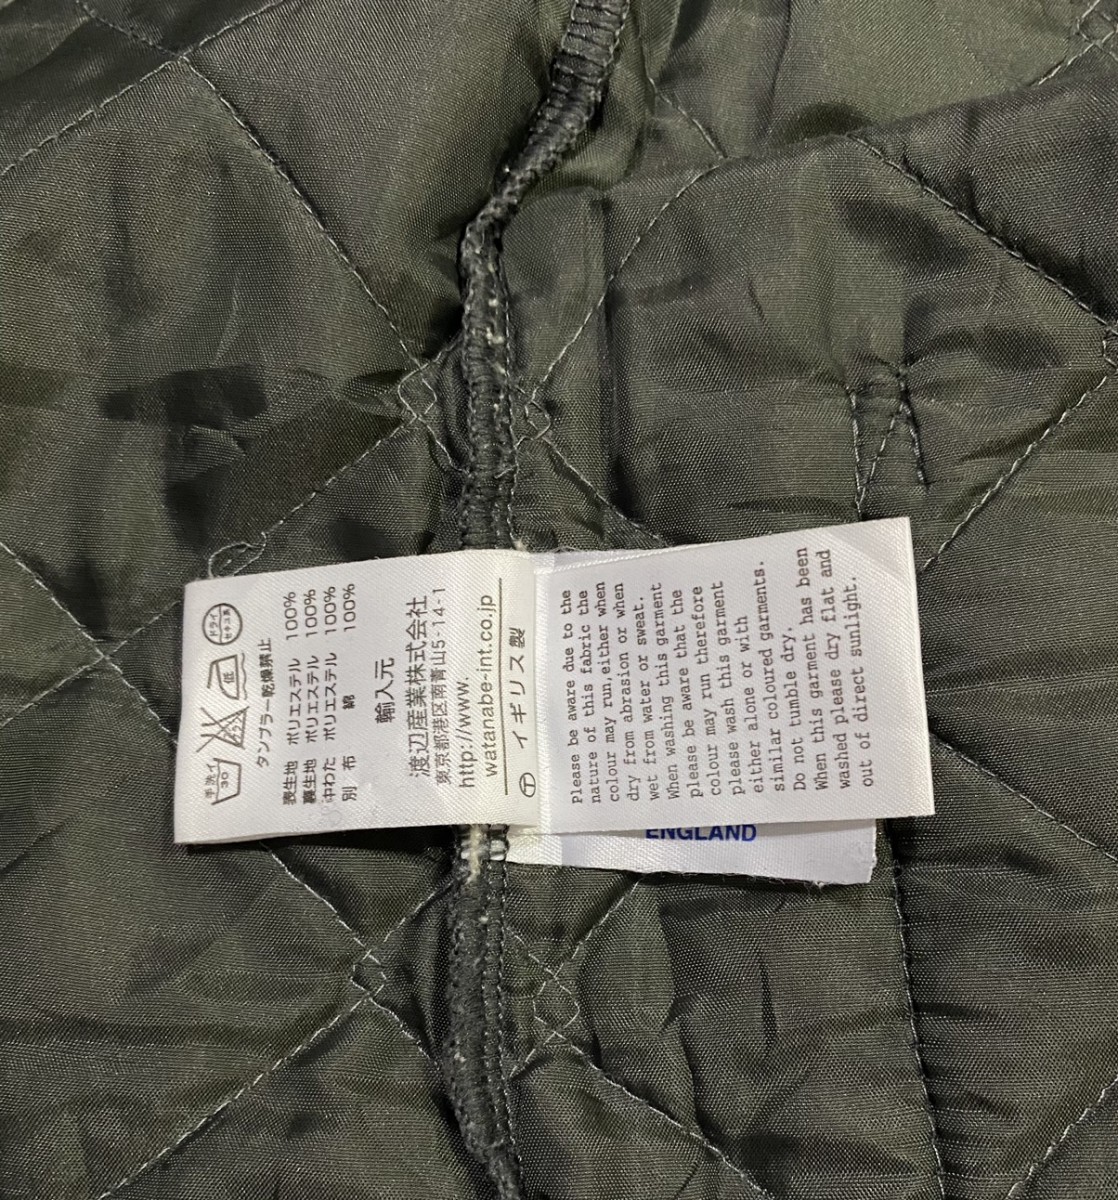 手洗イ
30
エンソ
サラシ
低
ドライ
セキユ系
タンブラー乾燥禁止
表生地 ポリエステル 100%
裏生地 ポリエステル 100%
中わた ポリエステル 100%
別布 綿 100%
輸入元
渡辺産業株式会社
東京都港区南青山5-14-1
http://www.
watanabe-int.co.jp
㋣ イギリス製
Please be aware due to the
nature of this fabric the
colour may run,either when
dry from abrasion or when
wet from water or sweat.
When washing this garment
please be aware that the
colour may run therefore
please wash this garment
either alone or with
similar coloured garments.
Do not tumble dry.
When this garment has been
washed please dry flat and
out of direct sunlight.
ENGLAND